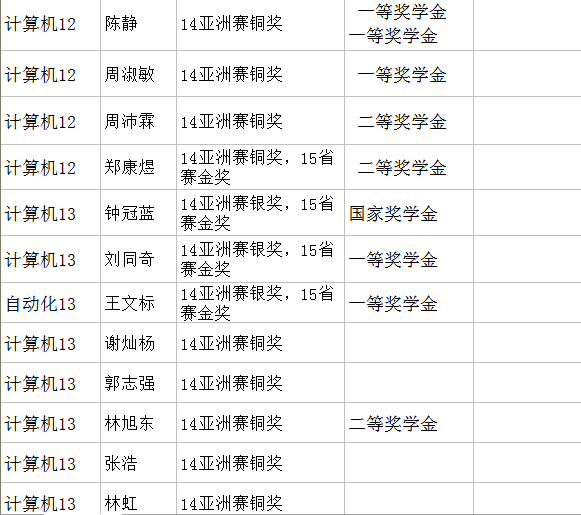 计算机12 陈静 14亚洲赛铜奖 一等奖学金
一等奖学金
计算机12 周淑敏 14亚洲赛铜奖 一等奖学金
计算机12 周沛霖 14亚洲赛铜奖 二等奖学金
计算机12 郑康煜 14亚洲赛铜奖，15省
赛金奖 二等奖学金
计算机13 钟冠蓝 14亚洲赛银奖，15省
赛金奖 国家奖学金
计算机13 刘同奇 14亚洲赛银奖，15省
赛金奖 一等奖学金
自动化13 王文标 14亚洲赛银奖，15省
赛金奖 一等奖学金
计算机13 谢灿杨 14亚洲赛铜奖
计算机13 郭志强 14亚洲赛铜奖
计算机13 林旭东 14亚洲赛铜奖 二等奖学金
计算机13 张浩 14亚洲赛铜奖
计算机13 林虹 14亚洲赛铜奖